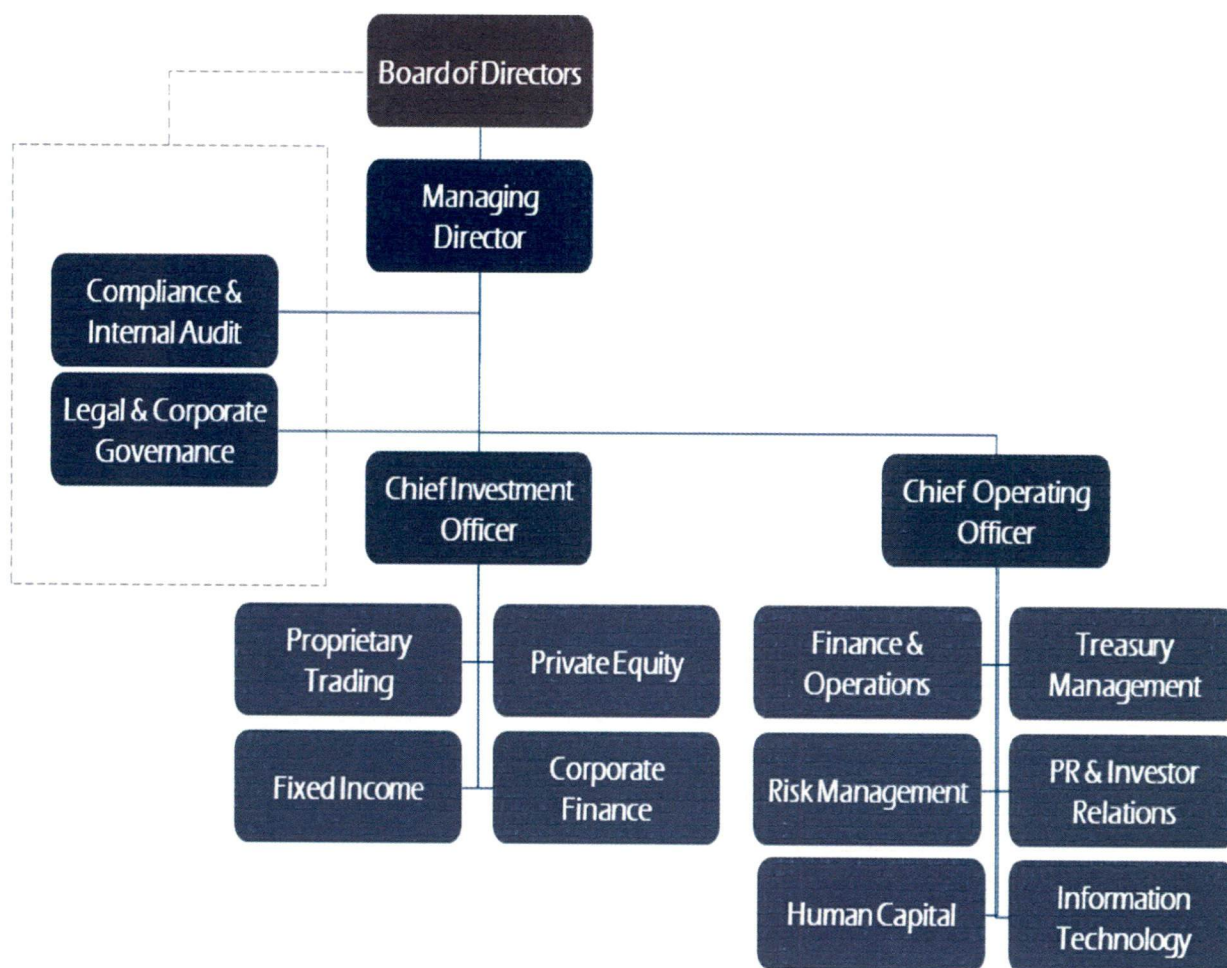 Board of Directors
Managing
Director
Compliance &
Internal Audit
Legal & Corporate
Governance
Chief Investment
Officer
Chief Operating
Officer
Proprietary
Trading
Private Equity
Finance &
Operations
Treasury
Management
Fixed Income
Corporate
Finance
Risk Management
PR & Investor
Relations
Human Capital
Information
Technology